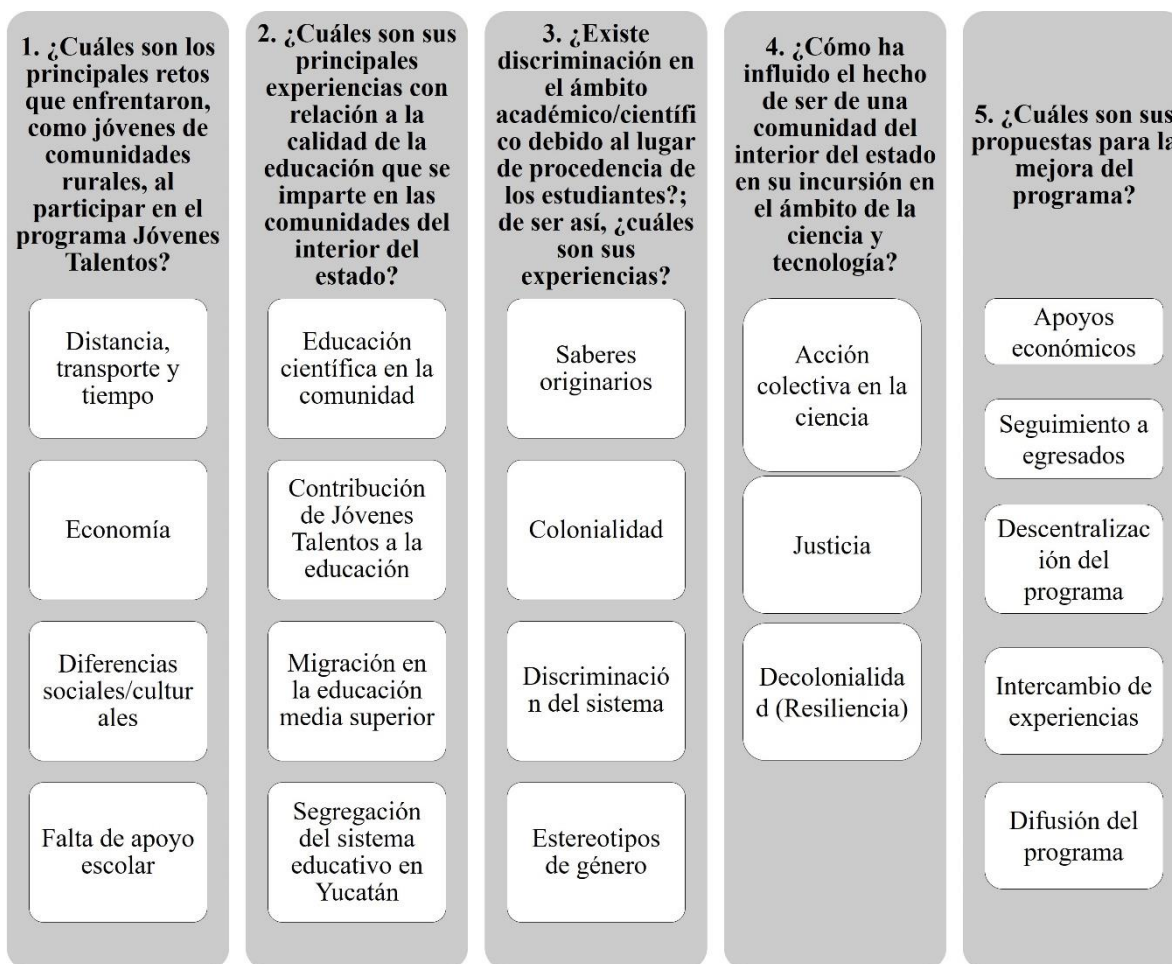 1. ¿Cuáles son los
principales retos
que enfrentaron,
como jóvenes de
comunidades
rurales, al
participar en el
programa Jóvenes
Talentos?
Distancia,
transporte y
tiempo
Economía
Diferencias
sociales/cultur
ales
Falta de apoyo
escolar
2. ¿Cuáles son sus
principales
experiencias con
relación a la
calidad de la
educación que se
imparte en las
comunidades del
interior del
estado?
Educación
científica en la
comunidad
Contribución
de Jóvenes
Talentos a la
educación
Migración en
la educación
media superior
Segregación
del sistema
educativo en
Yucatán
3. ¿Existe
discriminación en
el ámbito
académico/científi
co debido al lugar
de procedencia de
los estudiantes?;
de ser así, ¿cuáles
son sus
experiencias?
Saberes
originarios
Colonialidad
Discriminació
n del sistema
Estereotipos
de género
4. ¿Cómo ha
influido el hecho
de ser de una
comunidad del
interior del estado
en su incursión en
el ámbito de la
ciencia y
tecnología?
Acción
colectiva en la
ciencia
Justicia
Decolonialida
d (Resiliencia)
5. ¿Cuáles son sus
propuestas para la
mejora del
programa?
Apoyos
económicos
Seguimiento a
egresados
Descentralizac
ión del
programa
Intercambio de
experiencias
Difusión del
programa